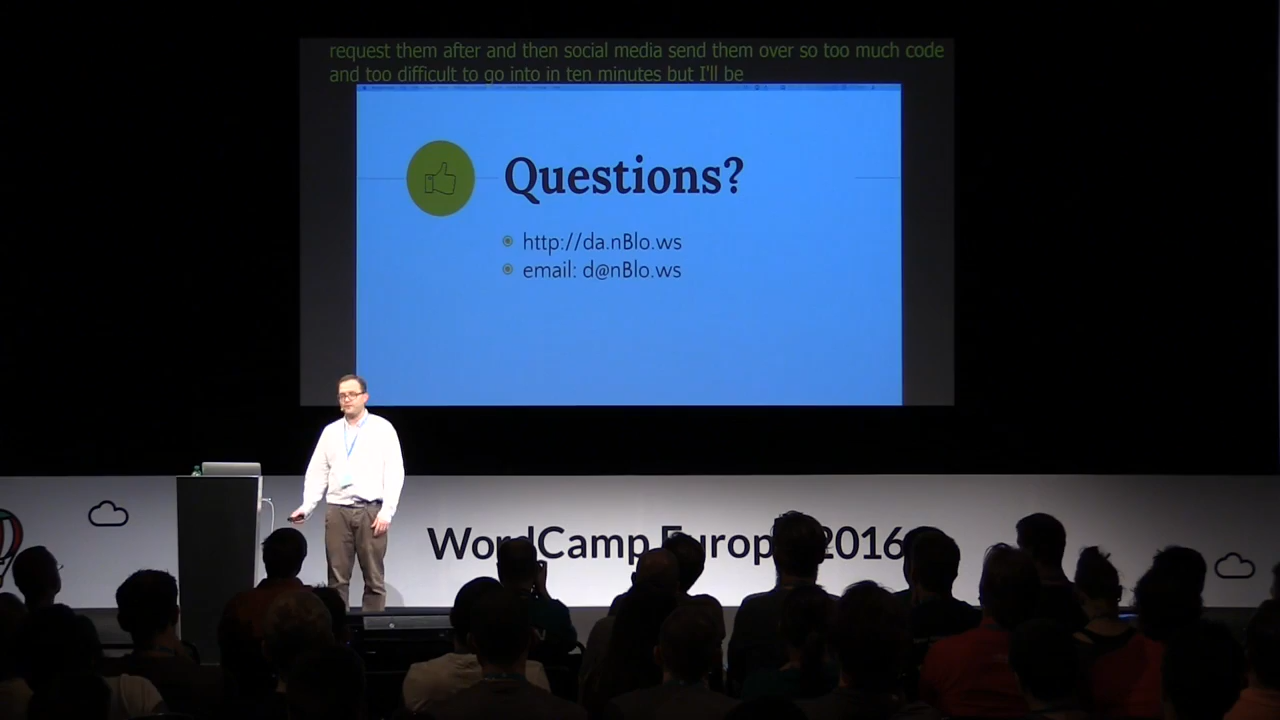 request them after and then social media send them over so too much code
and too difficult to go into in ten minutes but I'll be
Questions?
http://da.nBlo.ws
email: d@nBlo.ws
WordCamp Europe 2016